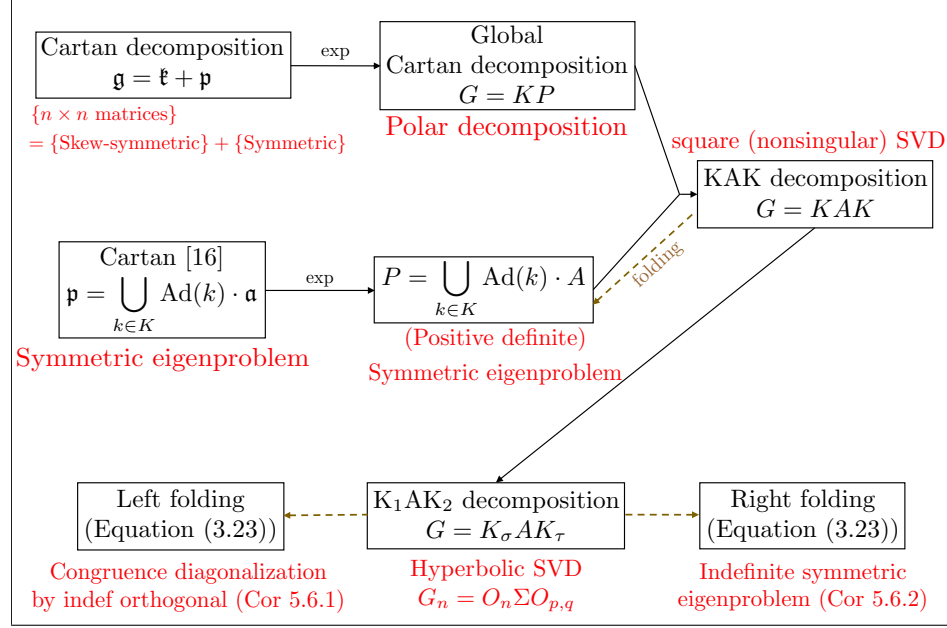 Cartan decomposition
𝔤 = 𝔨 + 𝔭
{n × n matrices}
= {Skew-symmetric} + {Symmetric}
exp
Global
Cartan decomposition
G = KP
Polar decomposition
square (nonsingular) SVD
KAK decomposition
G = KAK
Cartan [16]
𝔭 = ⋃ Ad(k) · 𝔞
k∈K
Symmetric eigenproblem
exp
P = ⋃ Ad(k) · A
k∈K
(Positive definite)
Symmetric eigenproblem
folding
Left folding
(Equation (3.23))
Congruence diagonalization
by indef orthogonal (Cor 5.6.1)
K₁AK₂ decomposition
G = K_σAK_τ
Hyperbolic SVD
G_n = O_nΣO_{p,q}
Right folding
(Equation (3.23))
Indefinite symmetric
eigenproblem (Cor 5.6.2)